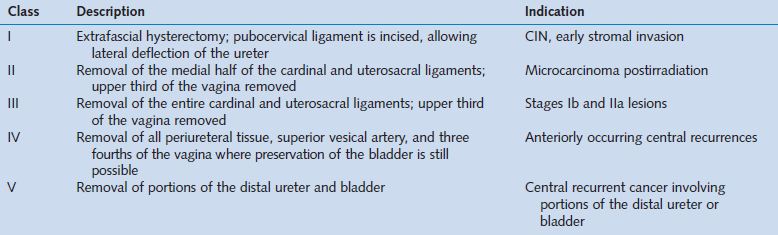 Class Description Indication
I Extrafascial hysterectomy; pubocervical ligament is incised, allowing CIN, early stromal invasion
lateral deflection of the ureter
II Removal of the medial half of the cardinal and uterosacral ligaments; Microcarcinoma postirradiation
upper third of the vagina removed
III Removal of the entire cardinal and uterosacral ligaments; upper third Stages Ib and IIa lesions
of the vagina removed
IV Removal of all periureteral tissue, superior vesical artery, and three Anteriorly occurring central recurrences
fourths of the vagina where preservation of the bladder is still
possible
V Removal of portions of the distal ureter and bladder Central recurrent cancer involving
portions of the distal ureter or
bladder